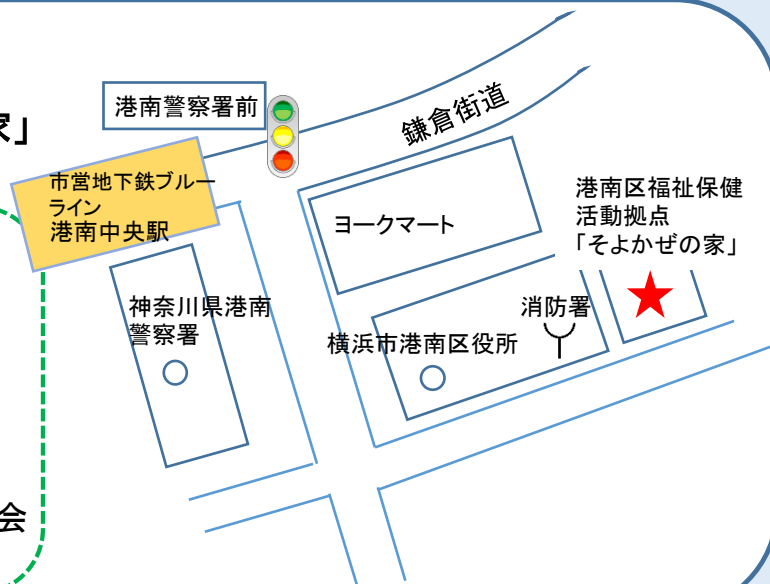 家」
港南警察署前
鎌倉街道
市営地下鉄ブルー
ライン
港南中央駅
ヨークマート
港南区福祉保健
活動拠点
「そよかぜの家」
神奈川県港南
警察署
消防署
横浜市港南区役所
会